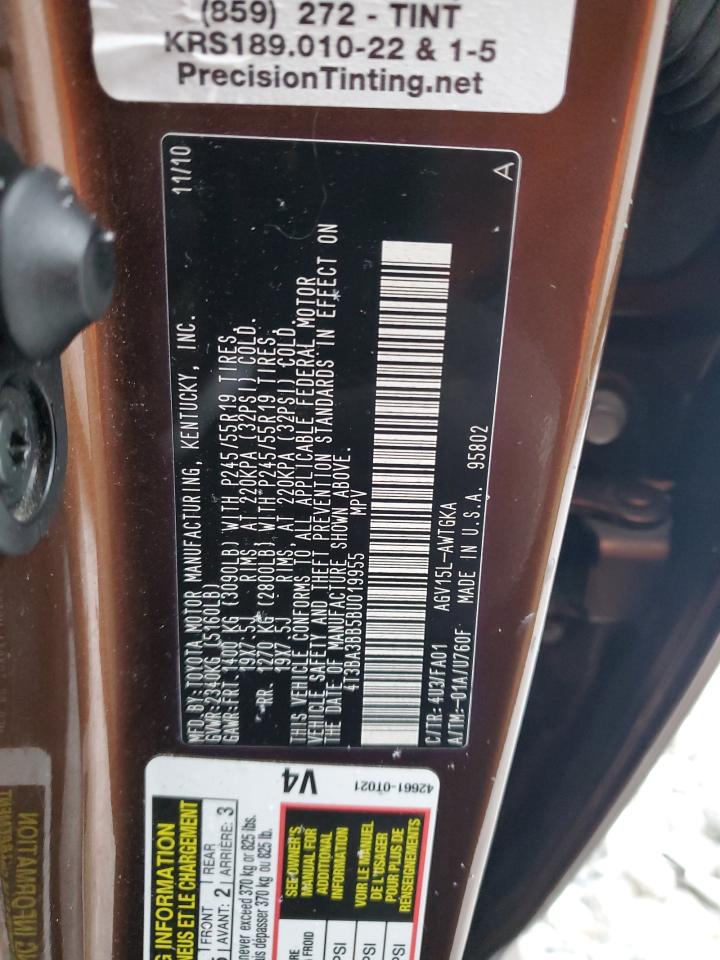 (859) 272 - TINT
KRS189.010-22 & 1-5
PrecisionTinting.net
MFD.BY: TOYOTA MOTOR MANUFACTURING, KENTUCKY, INC. 11/10
GVWR: 2340KG (5160LB)
GAWR: FRT. 1400 KG (3090LB) WITH P245/55R19 TIRES,
19X7.5J RIMS, AT 220KPA (32PSI) COLD.
RR. 1270 KG (2800LB) WITH P245/55R19 TIRES,
19X7.5J RIMS, AT 220KPA (32PSI) COLD.
THIS VEHICLE CONFORMS TO ALL APPLICABLE FEDERAL MOTOR
VEHICLE SAFETY AND THEFT PREVENTION STANDARDS IN EFFECT ON
THE DATE OF MANUFACTURE SHOWN ABOVE.
4T3BA3BB5BU019955 MPV
C/TR: 4U3/FA01 AGV15L-AWTGKA
A/TM: -01A/U760F MADE IN U.S.A. 95802 A
INFORMATION
NEUS ET LE CHARGEMENT
FRONT REAR
AVANT: 2 ARRIÈRE: 3
never exceed 370 kg or 825 lbs.
dépasser 370 kg ou 825 lb.
V4
SEE OWNER'S
MANUAL FOR
ADDITIONAL
INFORMATION
VOIR LE MANUEL
DE L'USAGER
POUR PLUS DE
RENSEIGNEMENTS
42661-0T021
FROID
PSI
PSI
PSI
INFORMATION